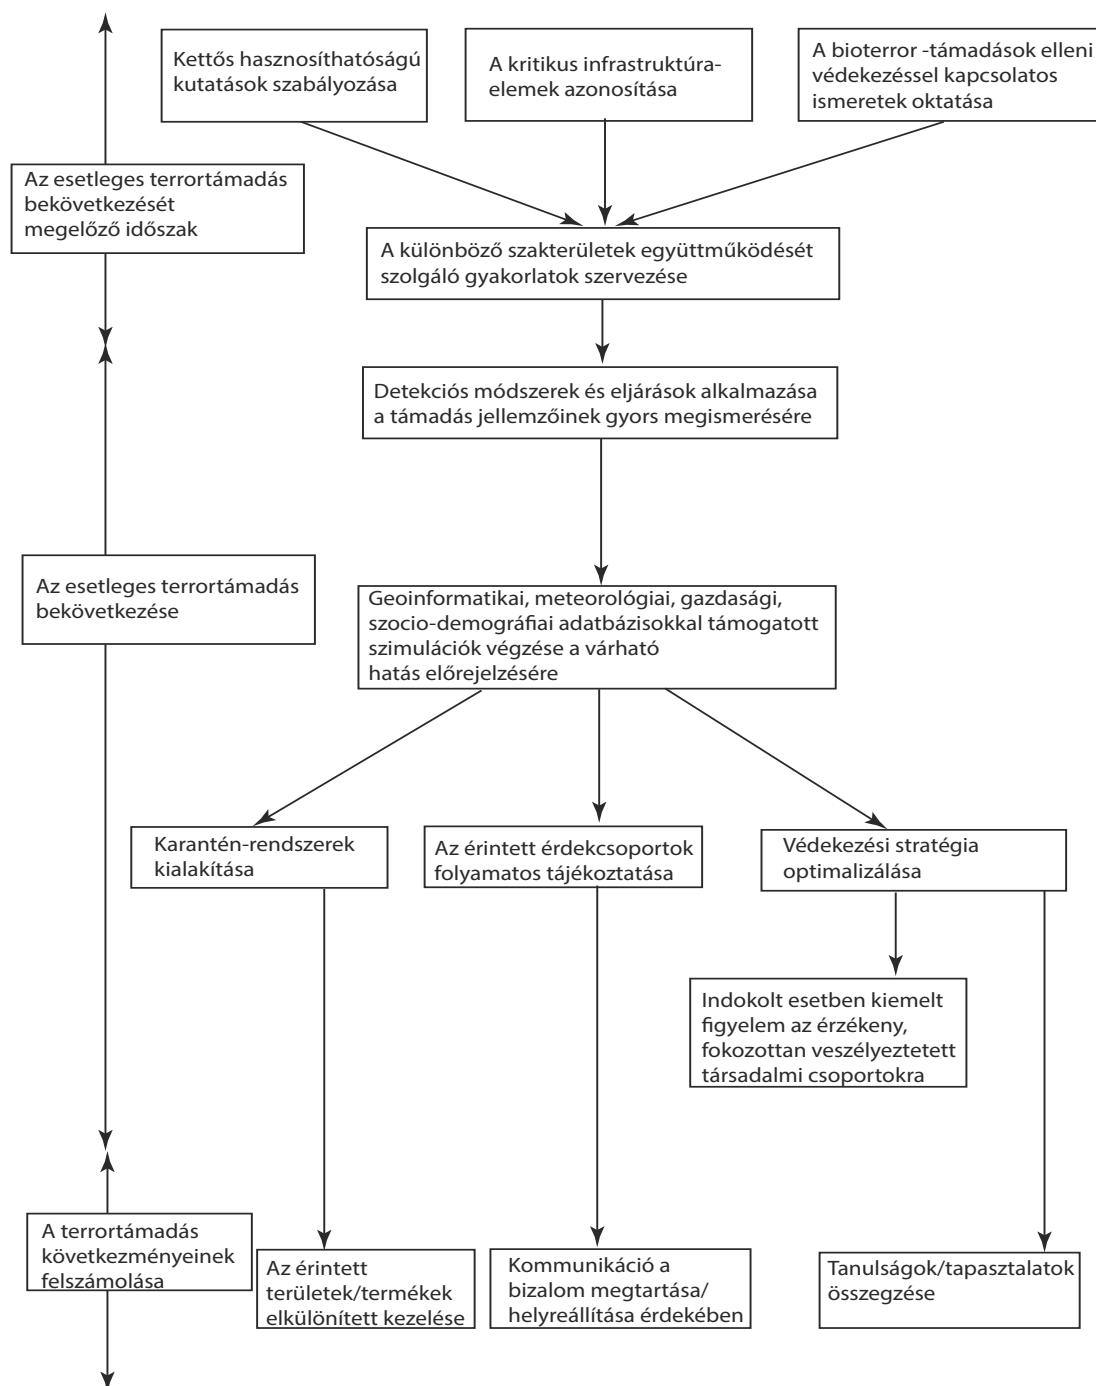 Kettős hasznosíthatóságú
kutatások szabályozása
A kritikus infrastruktúra-
elemek azonosítása
A bioterror -támadások elleni
védekezéssel kapcsolatos
ismeretek oktatása
Az esetleges terrortámadás
bekövetkezését
megelőző időszak
A különböző szakterületek együttműködését
szolgáló gyakorlatok szervezése
Detekciós módszerek és eljárások alkalmazása
a támadás jellemzőinek gyors megismerésére
Az esetleges terrortámadás
bekövetkezése
Geoinformatikai, meteorológiai, gazdasági,
szocio-demográfiai adatbázisokkal támogatott
szimulációk végzése a várható
hatás előrejelzésére
Karantén-rendszerek
kialakítása
Az érintett érdekcsoportok
folyamatos tájékoztatása
Védekezési stratégia
optimalizálása
Indokolt esetben kiemelt
figyelem az érzékeny,
fokozottan veszélyeztetett
társadalmi csoportokra
A terrortámadás
következményeinek
felszámolása
Az érintett
területek/termékek
elkülönített kezelése
Kommunikáció a
bizalom megtartása/
helyreállítása érdekében
Tanulságok/tapasztalatok
összegzése